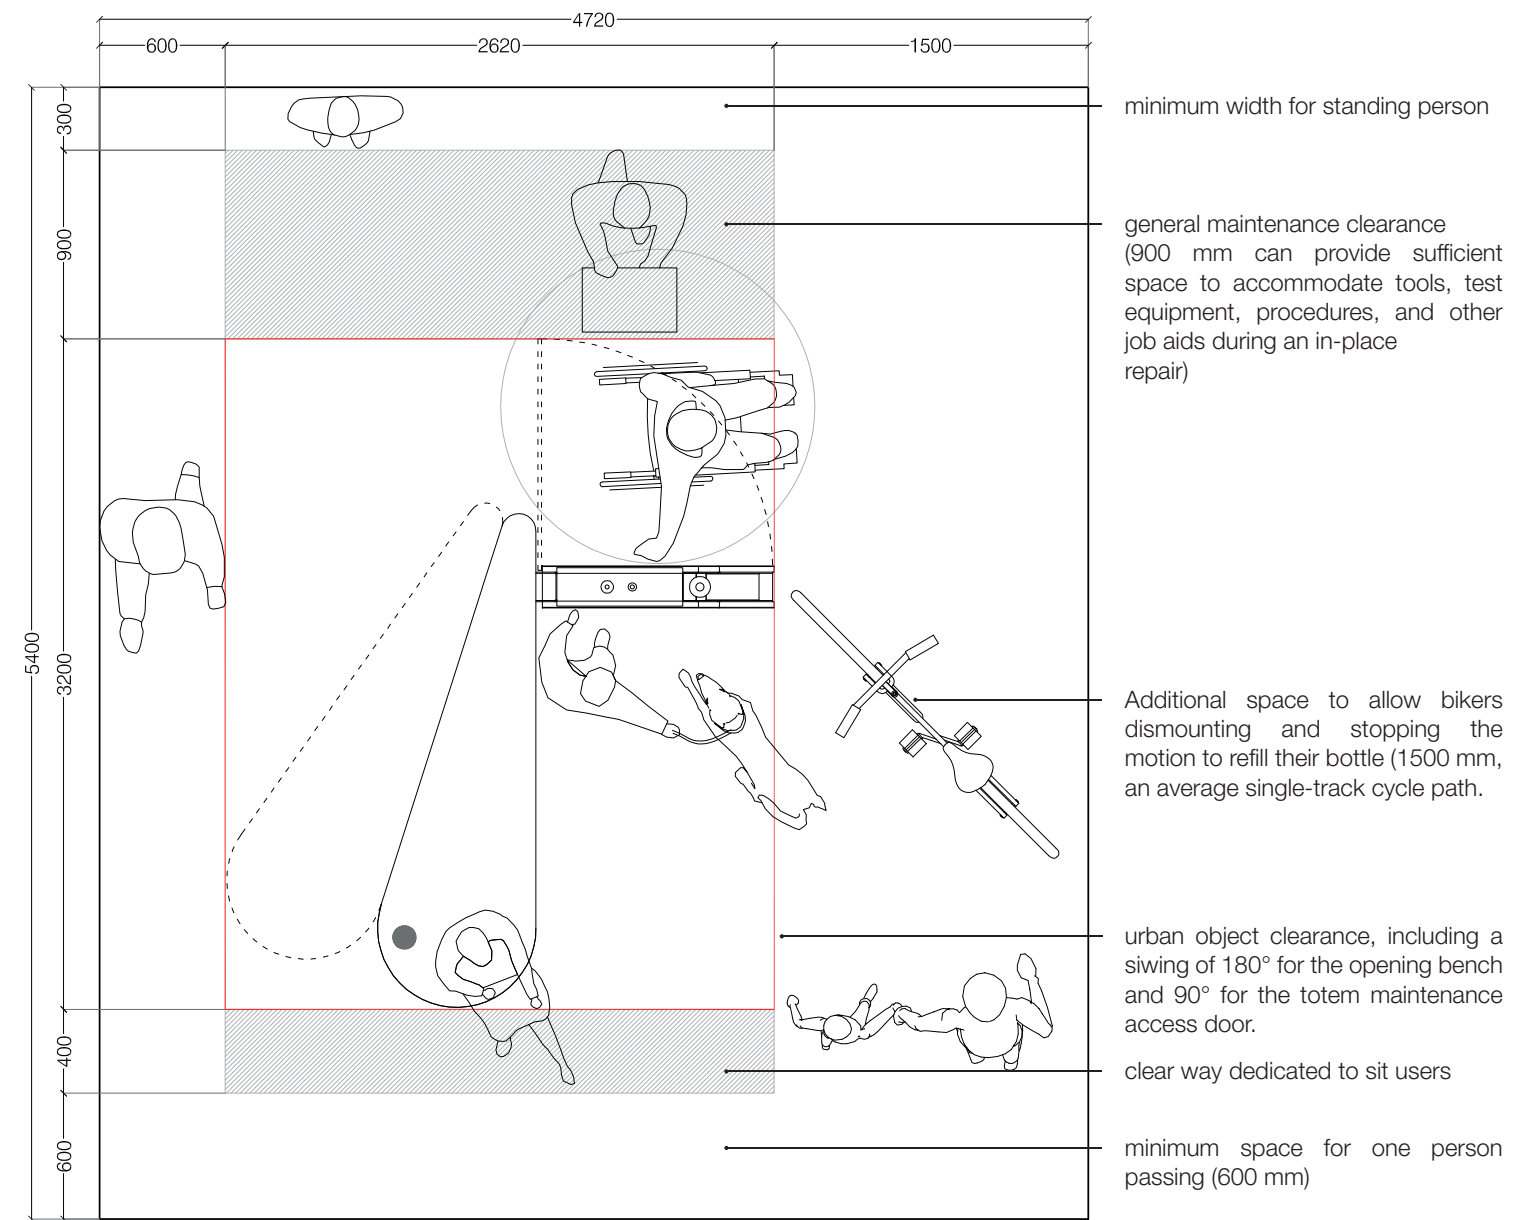 4720
600
2620
1500
300
900
5400
3200
400
600
minimum width for standing person
general maintenance clearance
(900 mm can provide sufficient
space to accommodate tools, test
equipment, procedures, and other
job aids during an in-place
repair)
Additional space to allow bikers
dismounting and stopping the
motion to refill their bottle (1500 mm,
an average single-track cycle path.
urban object clearance, including a
siwing of 180° for the opening bench
and 90° for the totem maintenance
access door.
clear way dedicated to sit users
minimum space for one person
passing (600 mm)